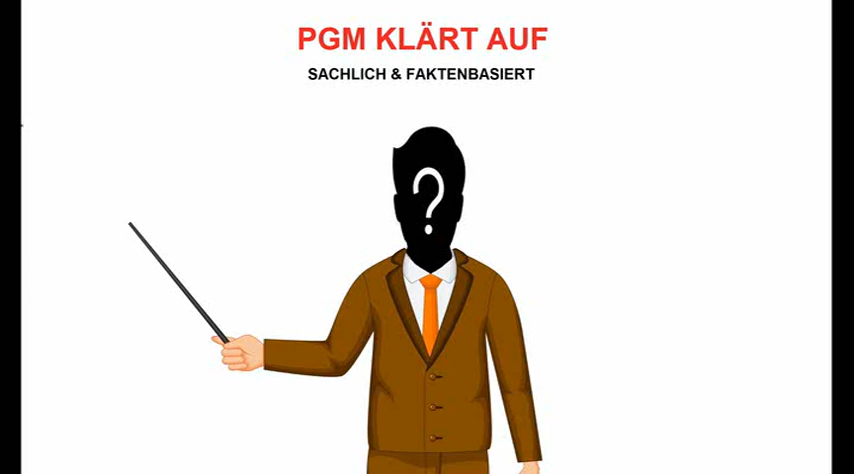 PGM KLÄRT AUF
SACHLICH & FAKTENBASIERT
?